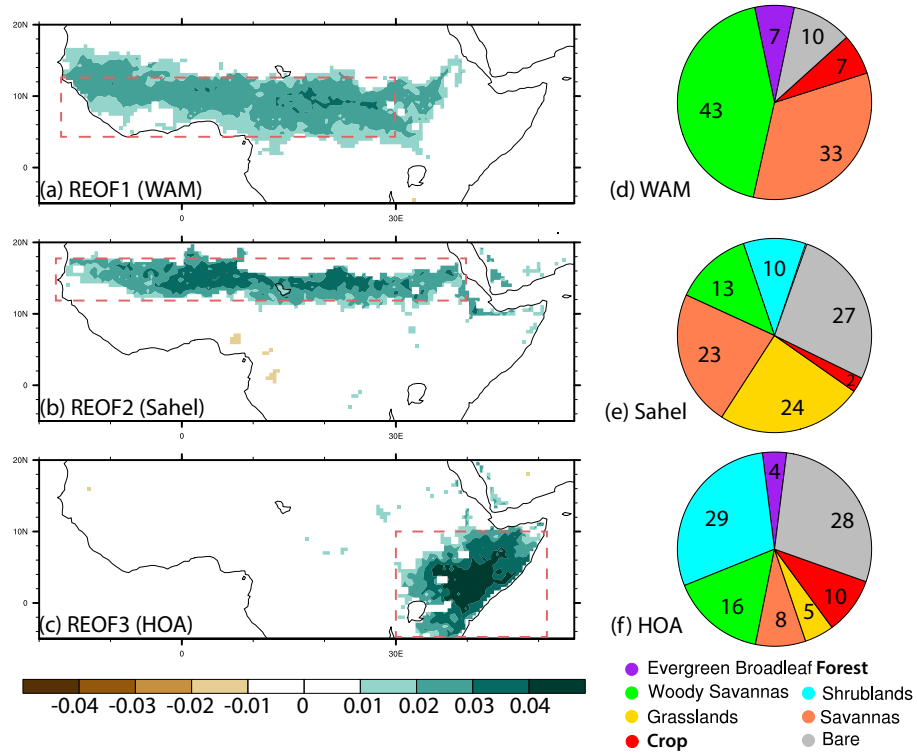 20N
10N
0
(a) REOF1 (WAM)
0
30E
7
10
7
33
43
(d) WAM
20N
10N
0
(b) REOF2 (Sahel)
0
30E
10
27
2
24
23
13
(e) Sahel
20N
10N
0
(c) REOF3 (HOA)
0
30E
4
28
10
5
8
16
29
(f) HOA
-0.04 -0.03 -0.02 -0.01 0 0.01 0.02 0.03 0.04
Evergreen Broadleaf Forest
Woody Savannas Shrublands
Grasslands Savannas
Crop Bare